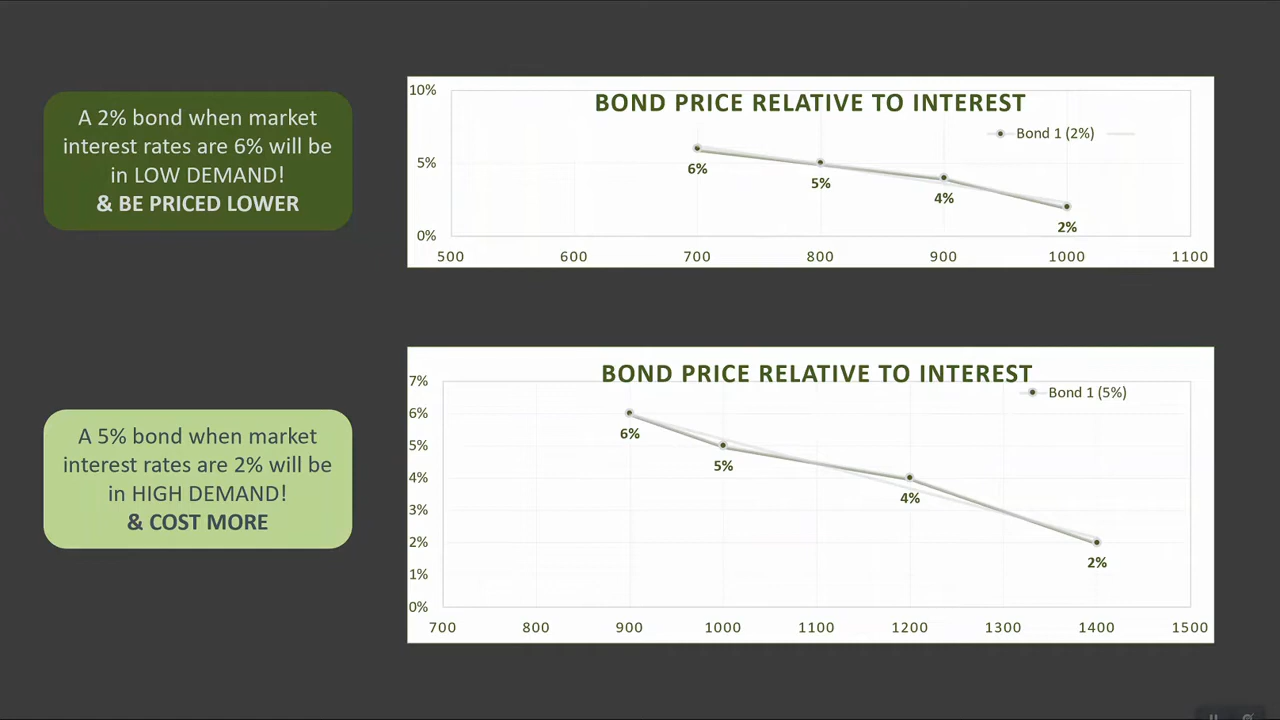 A 2% bond when market
interest rates are 6% will be
in LOW DEMAND!
& BE PRICED LOWER
BOND PRICE RELATIVE TO INTEREST
Bond 1 (2%)
10%
5%
0%
6%
5%
4%
2%
500 600 700 800 900 1000 1100
A 5% bond when market
interest rates are 2% will be
in HIGH DEMAND!
& COST MORE
BOND PRICE RELATIVE TO INTEREST
Bond 1 (5%)
7%
6%
5%
4%
3%
2%
1%
0%
6%
5%
4%
2%
700 800 900 1000 1100 1200 1300 1400 1500